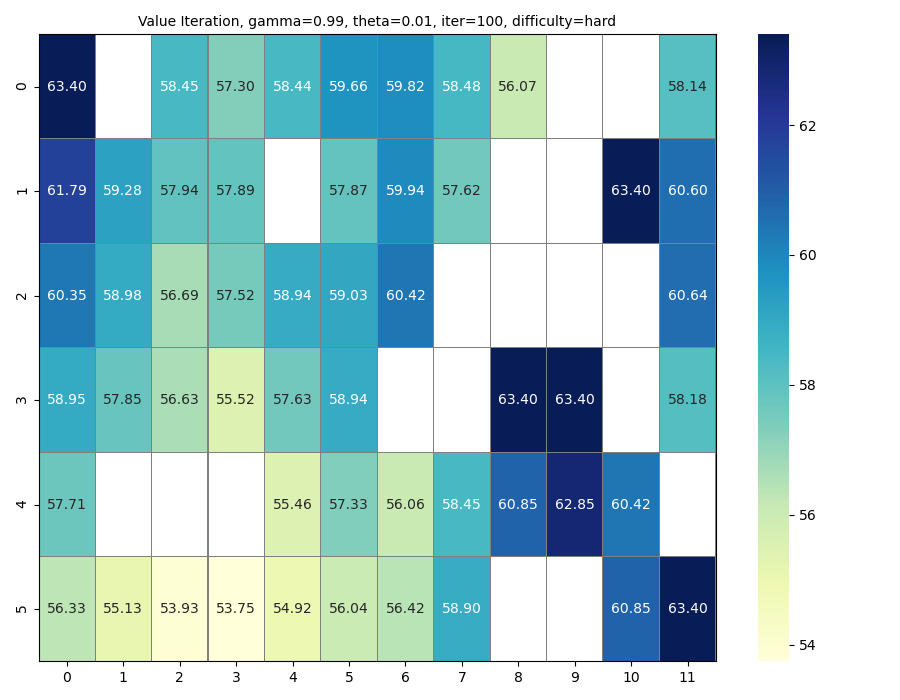 Value Iteration, gamma=0.99, theta=0.01, iter=100, difficulty=hard
0 63.40 58.45 57.30 58.44 59.66 59.82 58.48 56.07 58.14
1 61.79 59.28 57.94 57.89 57.87 59.94 57.62 63.40 60.60
2 60.35 58.98 56.69 57.52 58.94 59.03 60.42 60.64
3 58.95 57.85 56.63 55.52 57.63 58.94 63.40 63.40 58.18
4 57.71 55.46 57.33 56.06 58.45 60.85 62.85 60.42
5 56.33 55.13 53.93 53.75 54.92 56.04 56.42 58.90 60.85 63.40
0 1 2 3 4 5 6 7 8 9 10 11
62
60
58
56
54